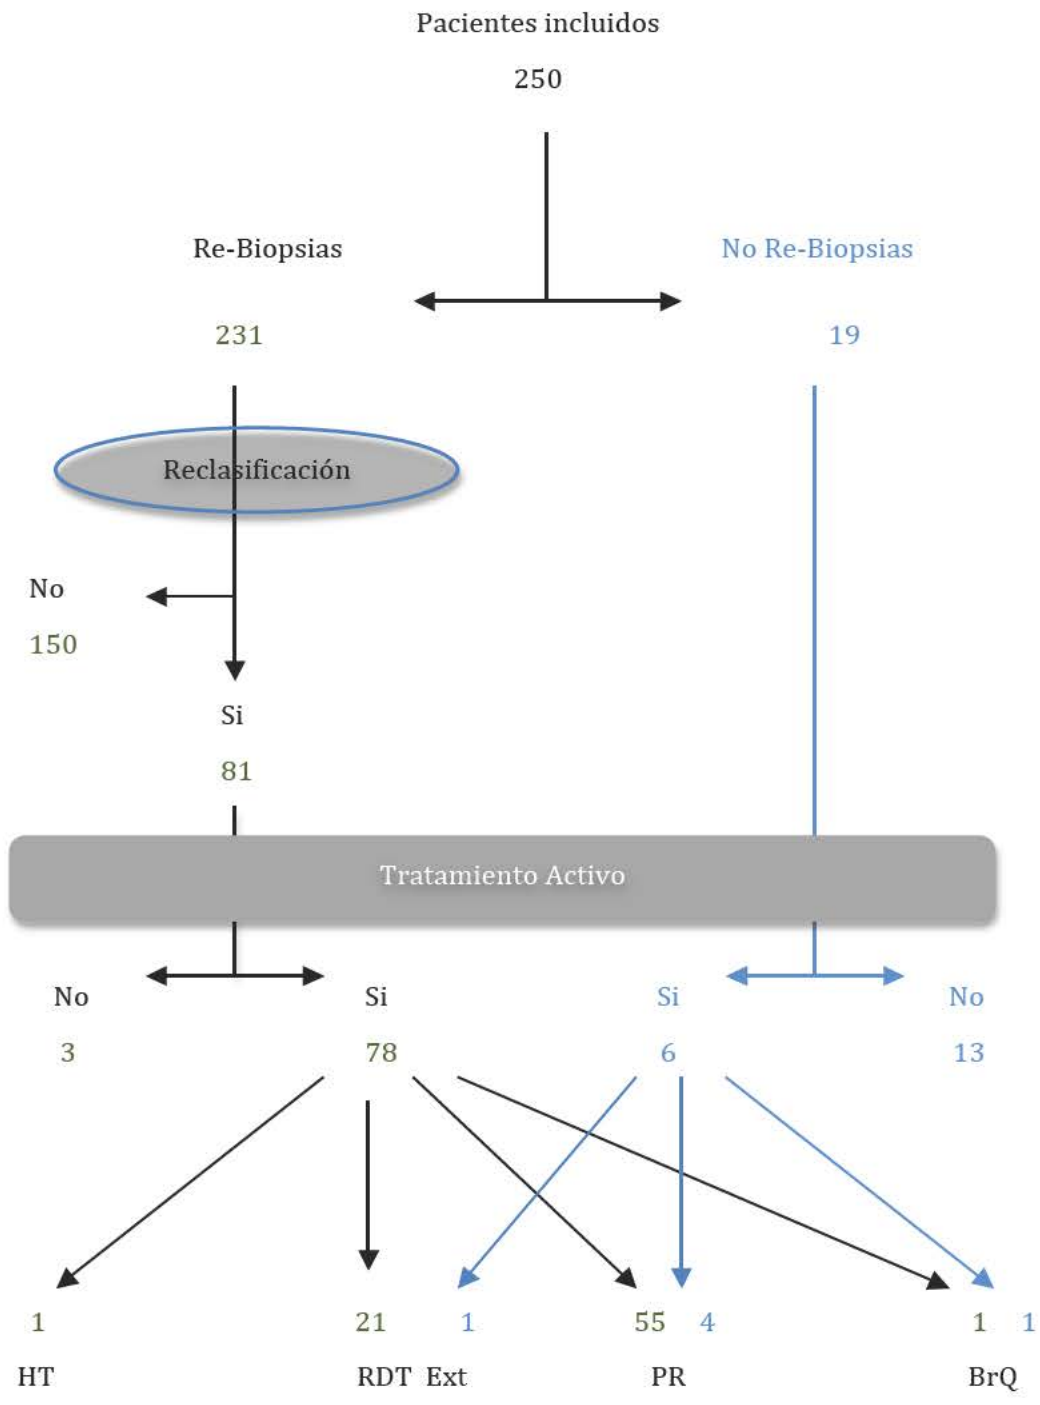 Pacientes incluidos
250
Re-Biopsias No Re-Biopsias
231 19
Reclasificación
No
150
Si
81
Tratamiento Activo
No Si Si No
3 78 6 13
1 21 1 55 4 1 1
HT RDT Ext PR BrQ